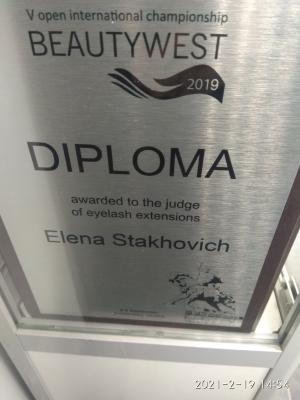 V open international championship
BEAUTYWEST
2019
DIPLOMA
awarded to the judge
of eyelash extensions
Elena Stakhovich
2021-2-19 14:54